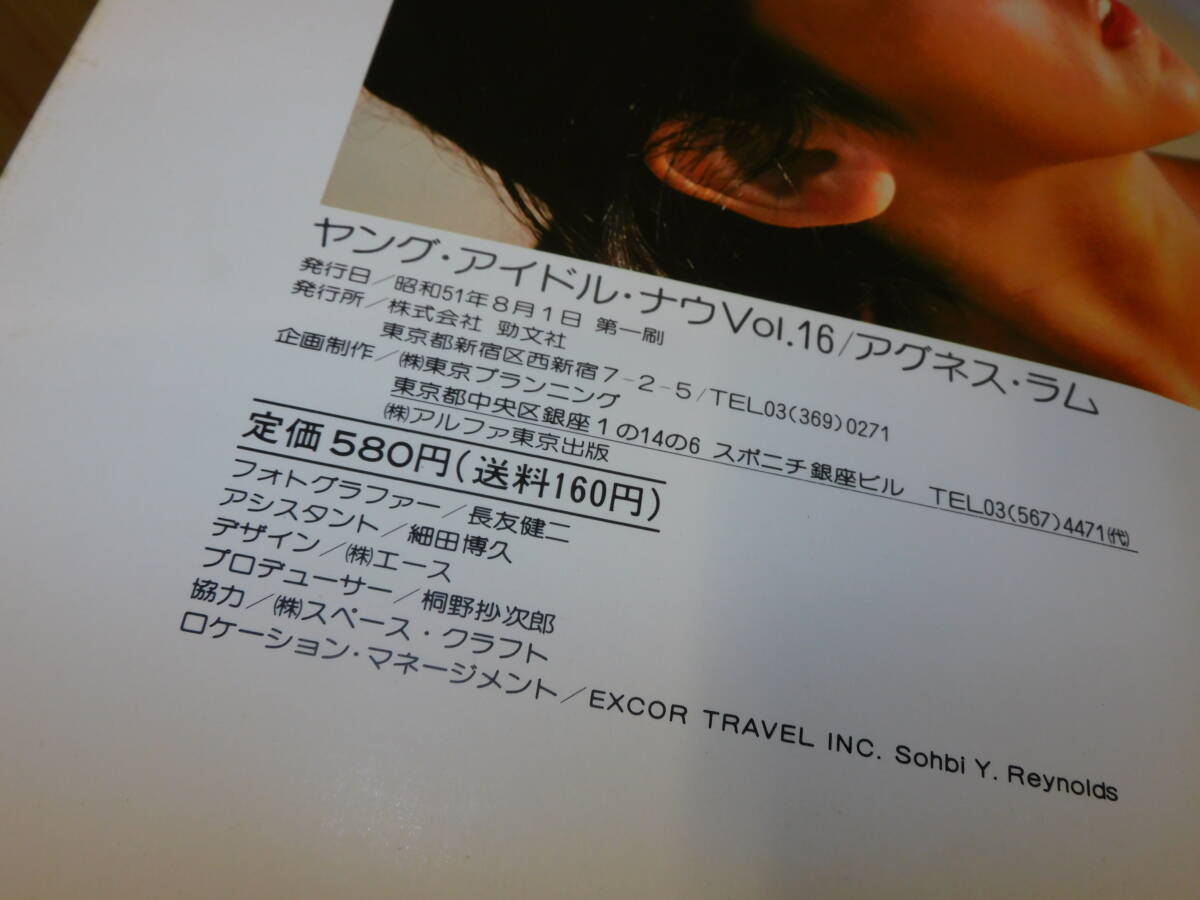 ヤング・アイドル・ナウVol.16/アグネス・ラム
発行日/昭和51年8月1日 第一刷
発行所/株式会社 勁文社
東京都新宿区西新宿7-2-5/TEL03(369)0271
企画制作/㈱東京プランニング
東京都中央区銀座1の14の6 スポニチ銀座ビル TEL03(567)4471㈹
㈱アルファ東京出版
定価580円(送料160円)
フォトグラファー/長友健二
アシスタント/細田博久
デザイン/㈱エース
プロデューサー/桐野抄次郎
協力/㈱スペース・クラフト
ロケーション・マネージメント/EXCOR TRAVEL INC. Sohbi Y. Reynolds